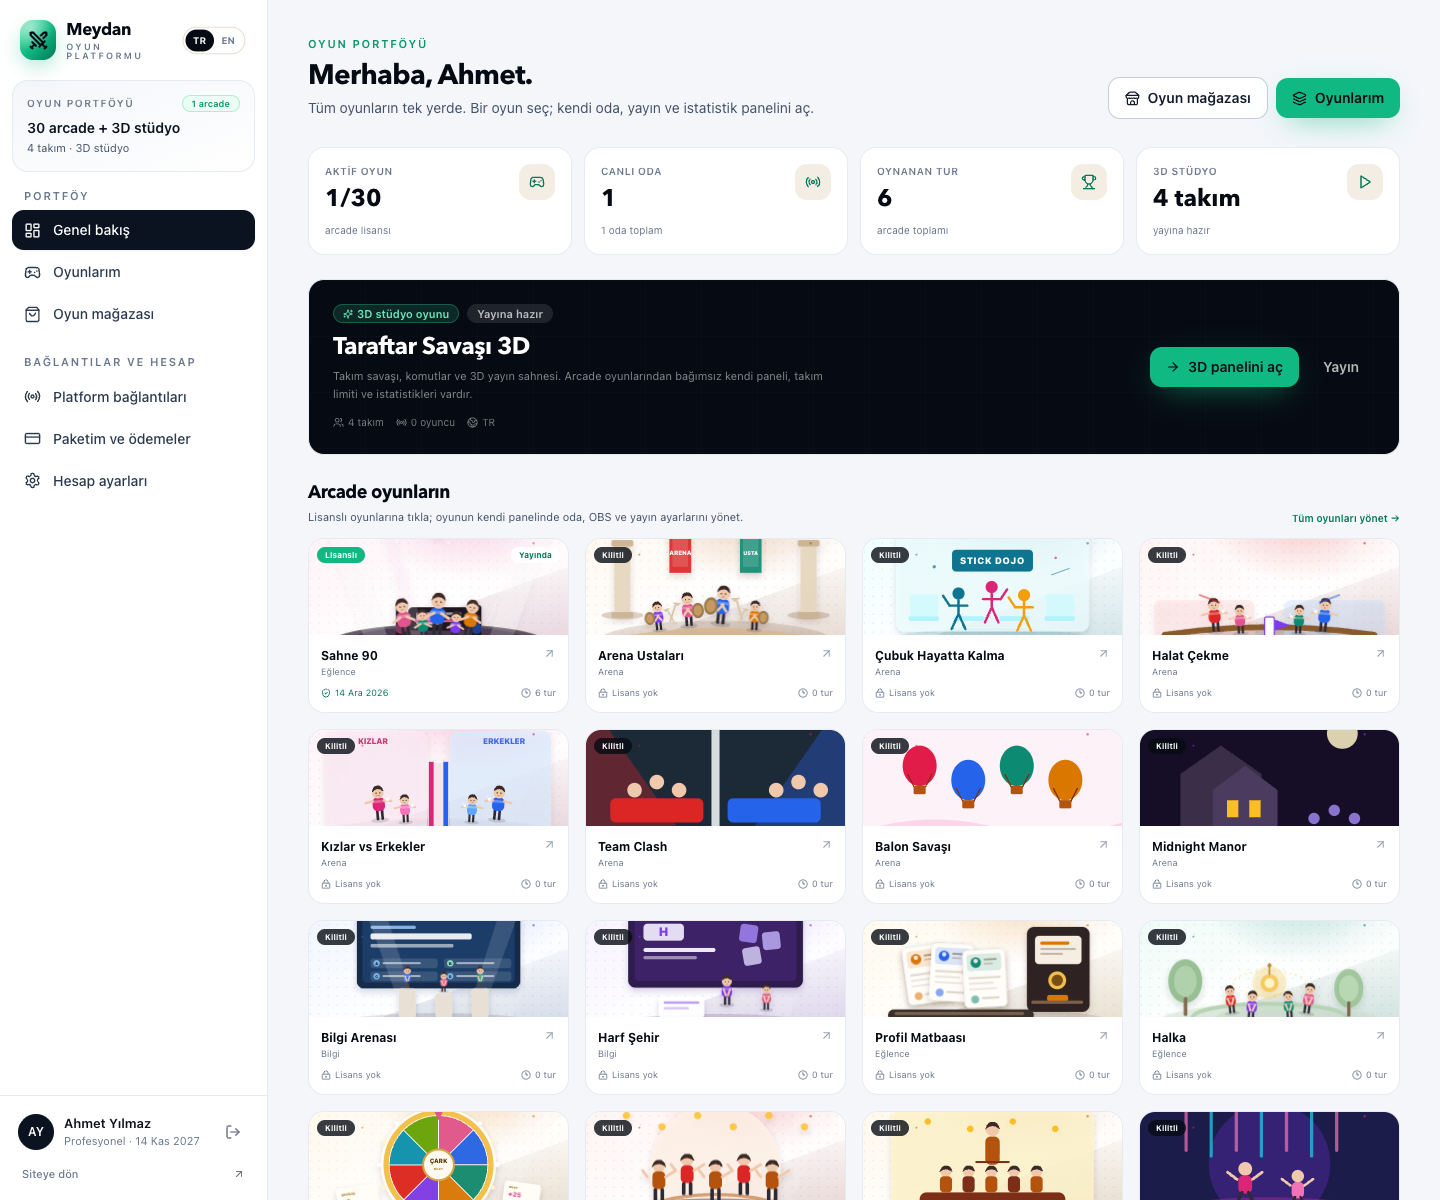 Meydan
OYUN
PLATFORMU
TR EN
OYUN PORTFÖYÜ
1 arcade
30 arcade + 3D stüdyo
4 takım · 3D stüdyo
PORTFÖY
Genel bakış
Oyunlarım
Oyun mağazası
BAĞLANTILAR VE HESAP
Platform bağlantıları
Paketim ve ödemeler
Hesap ayarları
AY
Ahmet Yılmaz
Profesyonel · 14 Kas 2027
Siteye dön
OYUN PORTFÖYÜ
Merhaba, Ahmet.
Tüm oyunların tek yerde. Bir oyun seç; kendi oda, yayın ve istatistik panelini aç.
Oyun mağazası
Oyunlarım
AKTİF OYUN
1/30
arcade lisansı
CANLI ODA
1
1 oda toplam
OYNANAN TUR
6
arcade toplamı
3D STÜDYO
4 takım
yayına hazır
3D stüdyo oyunu
Yayına hazır
Taraftar Savaşı 3D
Takım savaşı, komutlar ve 3D yayın sahnesi. Arcade oyunlarından bağımsız kendi paneli, takım
limiti ve istatistikleri vardır.
4 takım 0 oyuncu TR
3D panelini aç
Yayın
Arcade oyunların
Lisanslı oyunlarına tıkla; oyunun kendi panelinde oda, OBS ve yayın ayarlarını yönet.
Tüm oyunları yönet →
Lisanslı
Yayında
Sahne 90
Eğlence
14 Ara 2026
6 tur
Kilitli
ARENA
USTA
Arena Ustaları
Arena
Lisans yok
0 tur
Kilitli
STICK DOJO
Çubuk Hayatta Kalma
Arena
Lisans yok
0 tur
Kilitli
Halat Çekme
Arena
Lisans yok
0 tur
Kilitli
KIZLAR
ERKEKLER
Kızlar vs Erkekler
Arena
Lisans yok
0 tur
Kilitli
Team Clash
Arena
Lisans yok
0 tur
Kilitli
Balon Savaşı
Arena
Lisans yok
0 tur
Kilitli
Midnight Manor
Arena
Lisans yok
0 tur
Kilitli
Bilgi Arenası
Bilgi
Lisans yok
0 tur
Kilitli
H
Harf Şehir
Bilgi
Lisans yok
0 tur
Kilitli
Profil Matbaası
Eğlence
Lisans yok
0 tur
Kilitli
Halka
Eğlence
Lisans yok
0 tur
Kilitli
ÇARK
+25
Kilitli
Kilitli
Kilitli